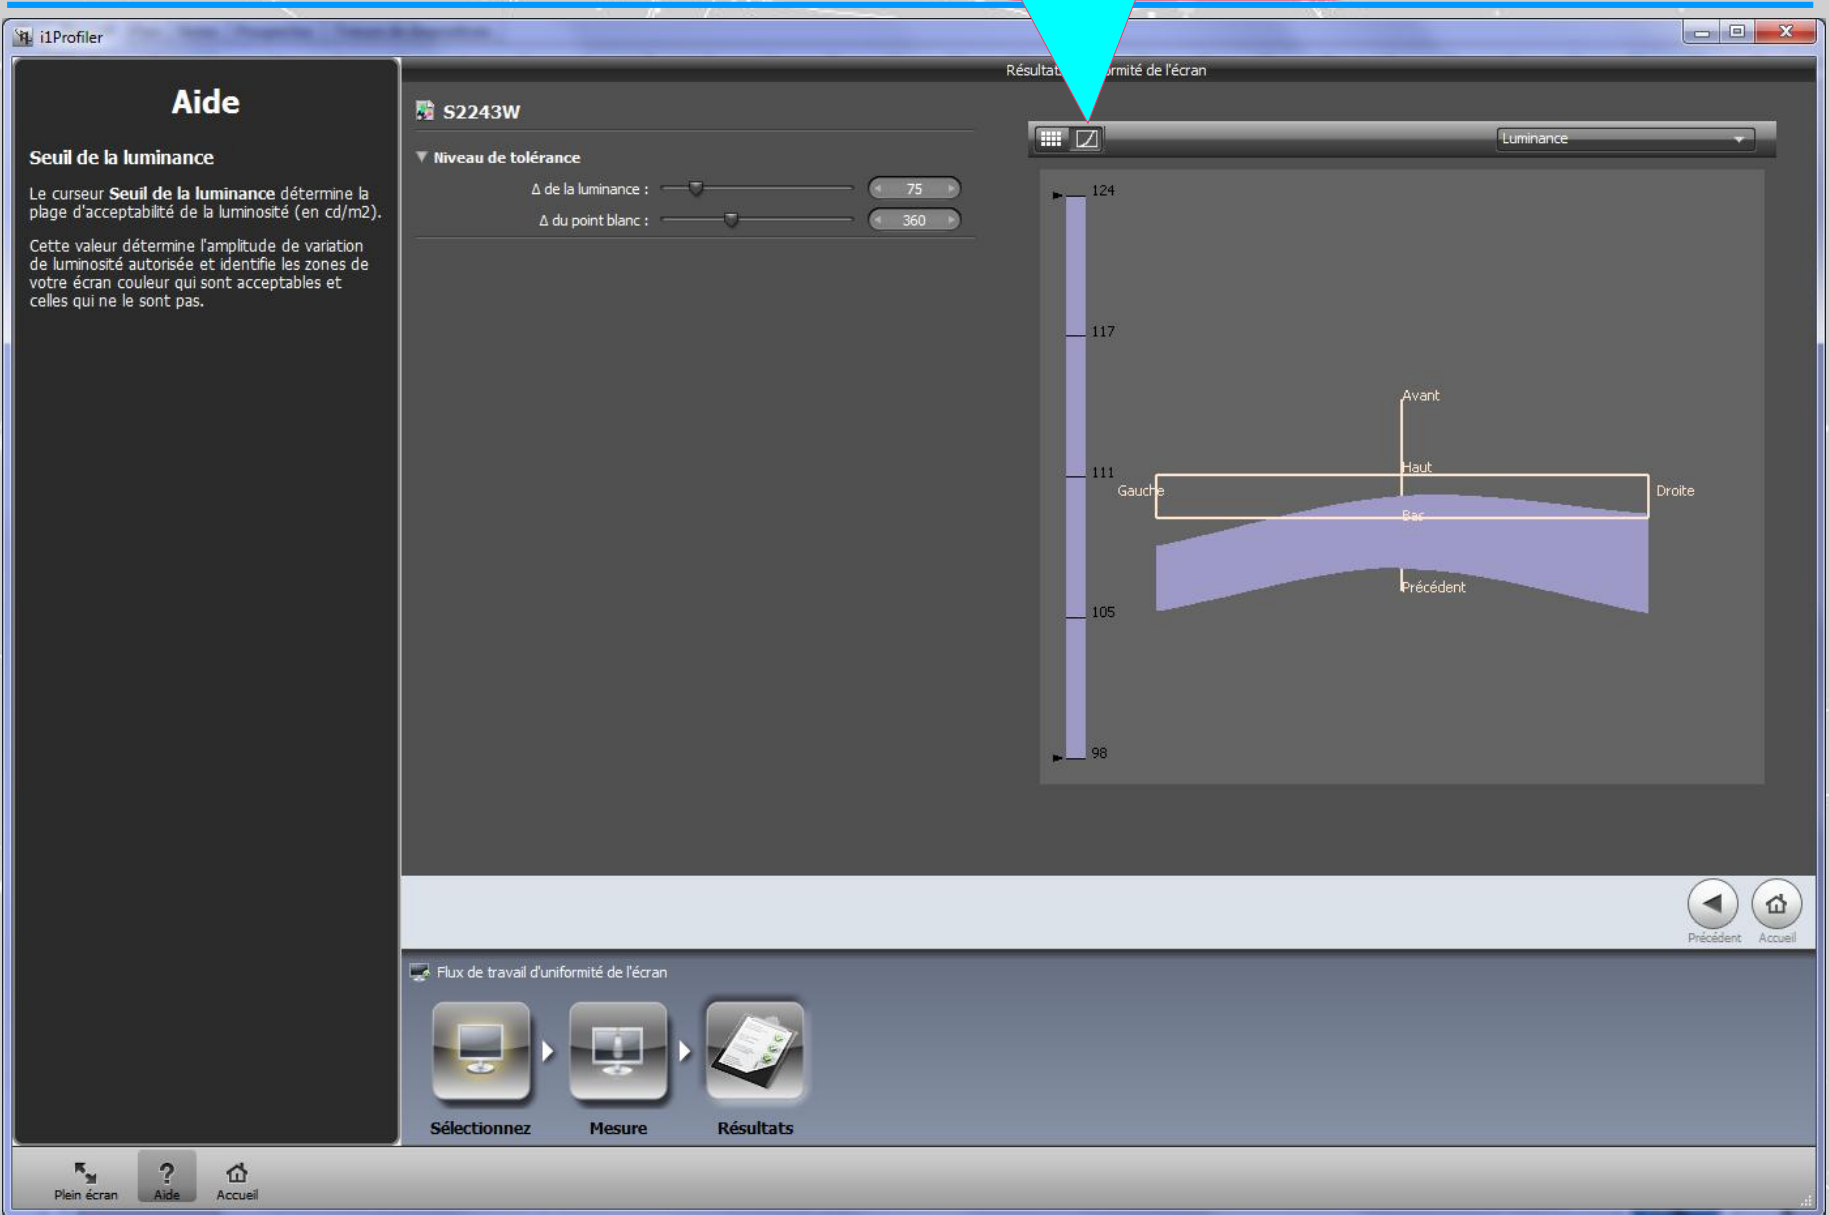 i1Profiler
Résultat
ormité de l'écran
Aide
Seuil de la luminance
Le curseur Seuil de la luminance détermine la
plage d'acceptabilité de la luminosité (en cd/m2).
Cette valeur détermine l'amplitude de variation
de luminosité autorisée et identifie les zones de
votre écran couleur qui sont acceptables et
celles qui ne le sont pas.
S2243W
Niveau de tolérance
Δ de la luminance :
75
Δ du point blanc :
360
Luminance
124
117
111
105
98
Avant
Haut
Gauche
Droite
Bas
Précédent
Précédent
Accueil
Flux de travail d'uniformité de l'écran
Sélectionnez
Mesure
Résultats
Plein écran
? Aide
Accueil